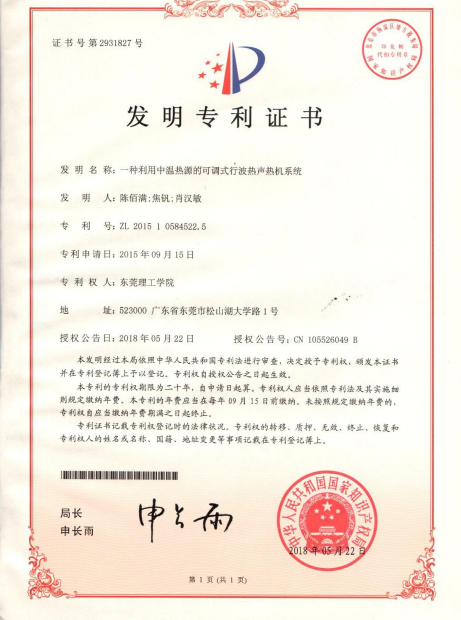 证书号第2931827号
发明专利证书
发明名称：一种利用中温热源的可调式行波热声热机系统
发明人：陈佰满;焦钒;肖汉敏
专利号：ZL 2015 1 0584522.5
专利申请日：2015年09月15日
专利权人：东莞理工学院
地址：523000 广东省东莞市松山湖大学路1号
授权公告日：2018年05月22日 授权公告号：CN 105526049 B
本发明经过本局依照中华人民共和国专利法进行审查，决定授予专利权，颁发本证书
并在专利登记簿上予以登记。专利权自授权公告之日起生效。
本专利的专利权期限为二十年，自申请日起算。专利权人应当依照专利法及其实施细
则规定缴纳年费。本专利的年费应当在每年09月15日前缴纳。未按照规定缴纳年费的，
专利权自应当缴纳年费期满之日起终止。
专利证书记载专利权登记时的法律状况。专利权的转移、质押、无效、终止、恢复和
专利权人的姓名或名称、国籍、地址变更等事项记载在专利登记簿上。
局长
申长雨
申长雨
中华人民共和国国家知识产权局
2018年05月22日
第1页(共1页)